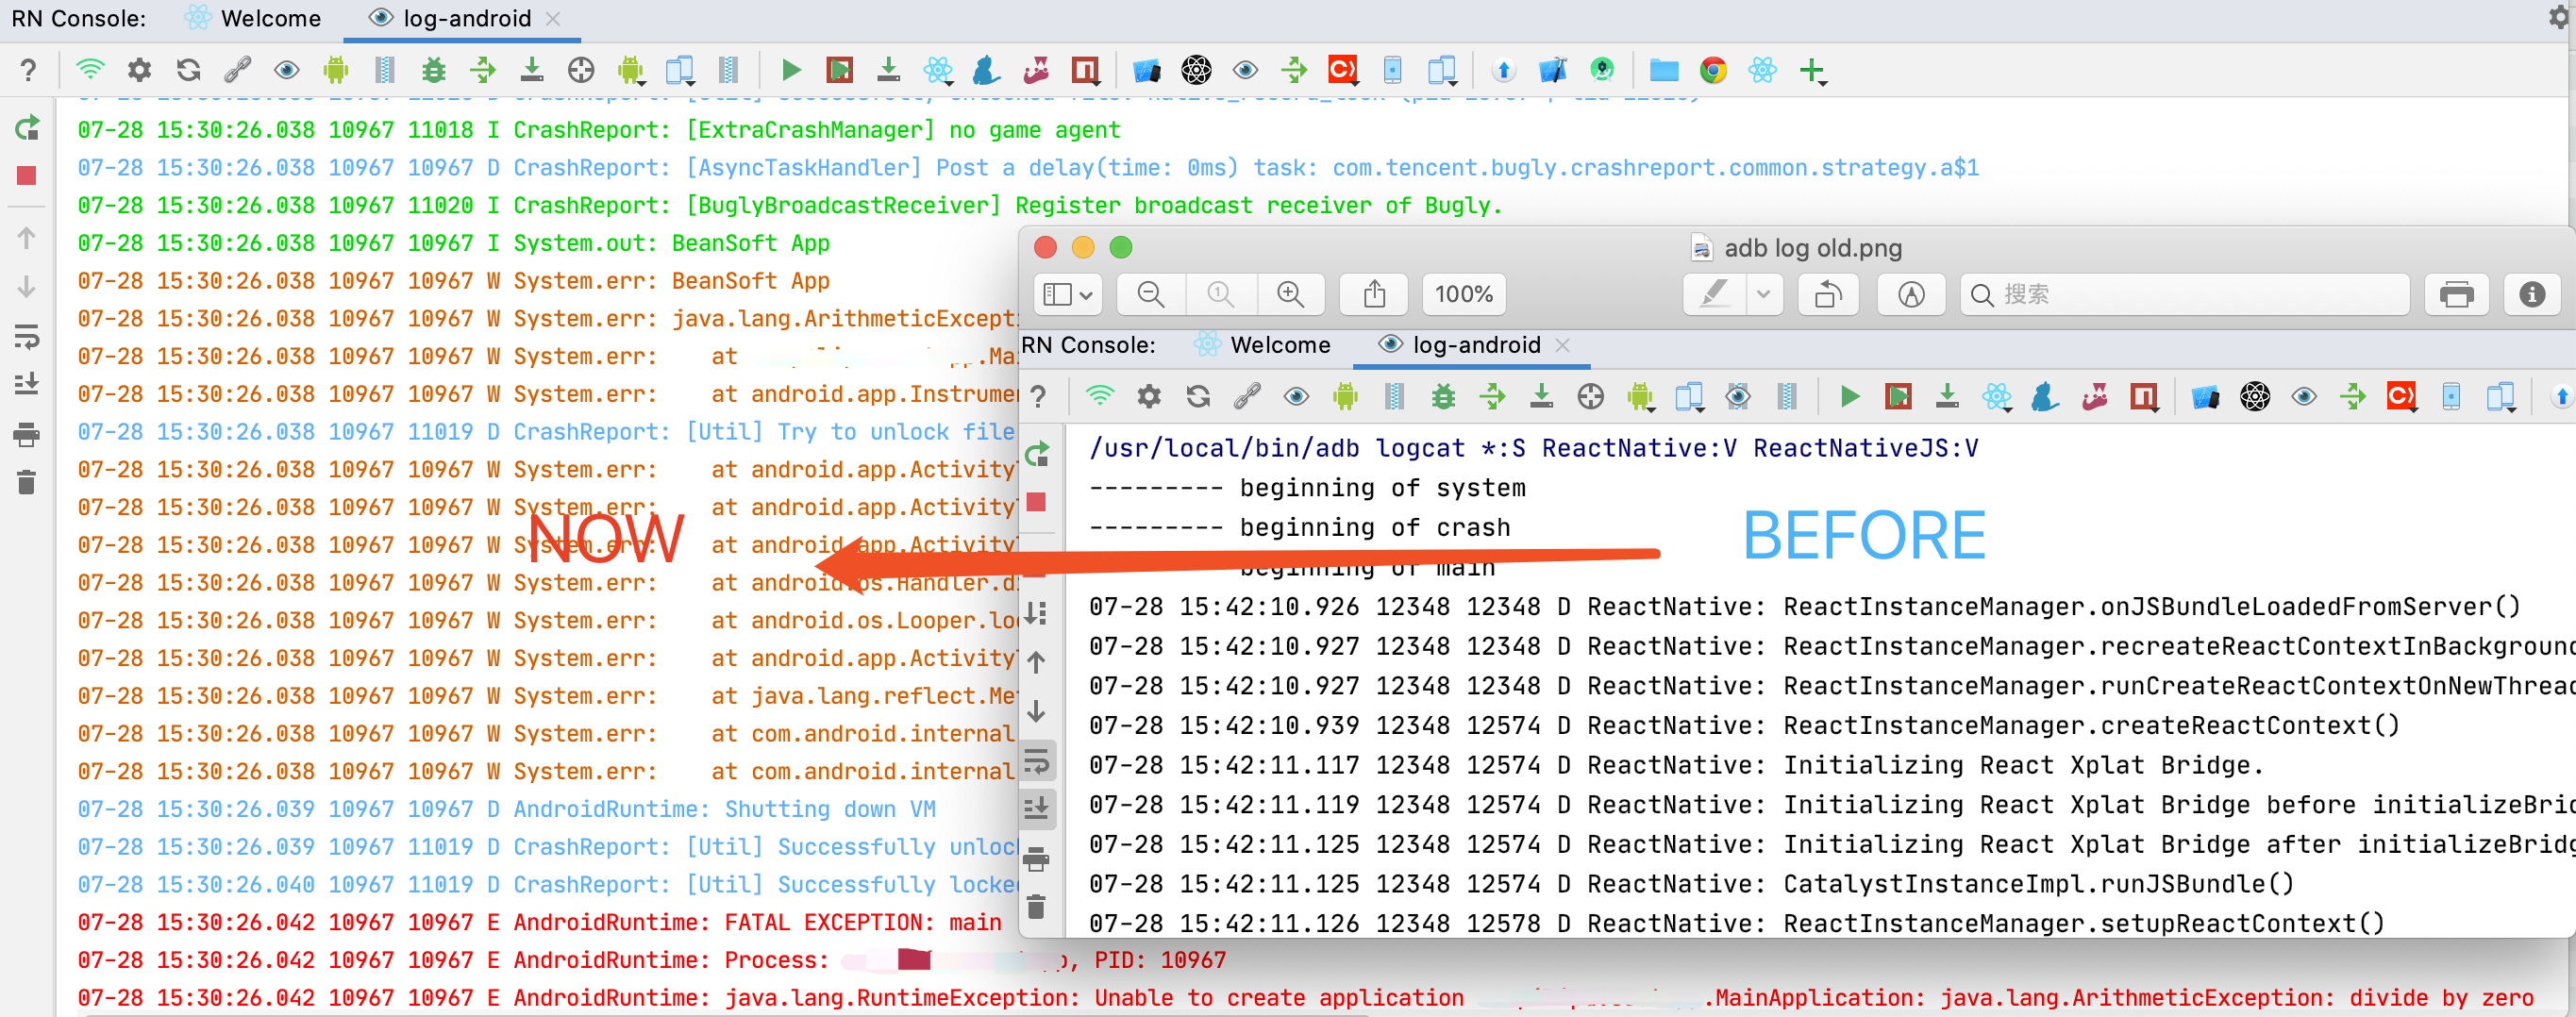 RN Console: Welcome log-android
07-28 15:30:26.038 10967 11018 I CrashReport: [ExtraCrashManager] no game agent
07-28 15:30:26.038 10967 10967 D CrashReport: [AsyncTaskHandler] Post a delay(time: 0ms) task: com.tencent.bugly.crashreport.common.strategy.a$1
07-28 15:30:26.038 10967 11020 I CrashReport: [BuglyBroadcastReceiver] Register broadcast receiver of Bugly.
07-28 15:30:26.038 10967 10967 I System.out: BeanSoft App
07-28 15:30:26.038 10967 10967 W System.err: BeanSoft App
07-28 15:30:26.038 10967 10967 W System.err: java.lang.ArithmeticExcepti
07-28 15:30:26.038 10967 10967 W System.err: at .Ma
07-28 15:30:26.038 10967 10967 W System.err: at android.app.Instrume
07-28 15:30:26.038 10967 11019 D CrashReport: [Util] Try to unlock file
07-28 15:30:26.038 10967 10967 W System.err: at android.app.Activity
07-28 15:30:26.038 10967 10967 W System.err: at android.app.Activity
07-28 15:30:26.038 10967 10967 W System.err: at android.app.Activity
07-28 15:30:26.038 10967 10967 W System.err: at android.os.Handler.d
07-28 15:30:26.038 10967 10967 W System.err: at android.os.Looper.lo
07-28 15:30:26.038 10967 10967 W System.err: at android.app.Activity
07-28 15:30:26.038 10967 10967 W System.err: at java.lang.reflect.Me
07-28 15:30:26.038 10967 10967 W System.err: at com.android.internal
07-28 15:30:26.038 10967 10967 W System.err: at com.android.internal
07-28 15:30:26.039 10967 10967 D AndroidRuntime: Shutting down VM
07-28 15:30:26.039 10967 11019 D CrashReport: [Util] Successfully unloc
07-28 15:30:26.040 10967 11019 D CrashReport: [Util] Successfully locke
07-28 15:30:26.042 10967 10967 E AndroidRuntime: FATAL EXCEPTION: main
07-28 15:30:26.042 10967 10967 E AndroidRuntime: Process: p, PID: 10967
07-28 15:30:26.042 10967 10967 E AndroidRuntime: java.lang.RuntimeException: Unable to create application .MainApplication: java.lang.ArithmeticException: divide by zero
NOW
adb log old.png
100%
搜索
RN Console: Welcome log-android
/usr/local/bin/adb logcat *:S ReactNative:V ReactNativeJS:V
--------- beginning of system
--------- beginning of crash
beginning of main
BEFORE
07-28 15:42:10.926 12348 12348 D ReactNative: ReactInstanceManager.onJSBundleLoadedFromServer()
07-28 15:42:10.927 12348 12348 D ReactNative: ReactInstanceManager.recreateReactContextInBackground
07-28 15:42:10.927 12348 12348 D ReactNative: ReactInstanceManager.runCreateReactContextOnNewThread
07-28 15:42:10.939 12348 12574 D ReactNative: ReactInstanceManager.createReactContext()
07-28 15:42:11.117 12348 12574 D ReactNative: Initializing React Xplat Bridge.
07-28 15:42:11.119 12348 12574 D ReactNative: Initializing React Xplat Bridge before initializeBrid
07-28 15:42:11.125 12348 12574 D ReactNative: Initializing React Xplat Bridge after initializeBridg
07-28 15:42:11.125 12348 12574 D ReactNative: CatalystInstanceImpl.runJSBundle()
07-28 15:42:11.126 12348 12578 D ReactNative: ReactInstanceManager.setupReactContext()